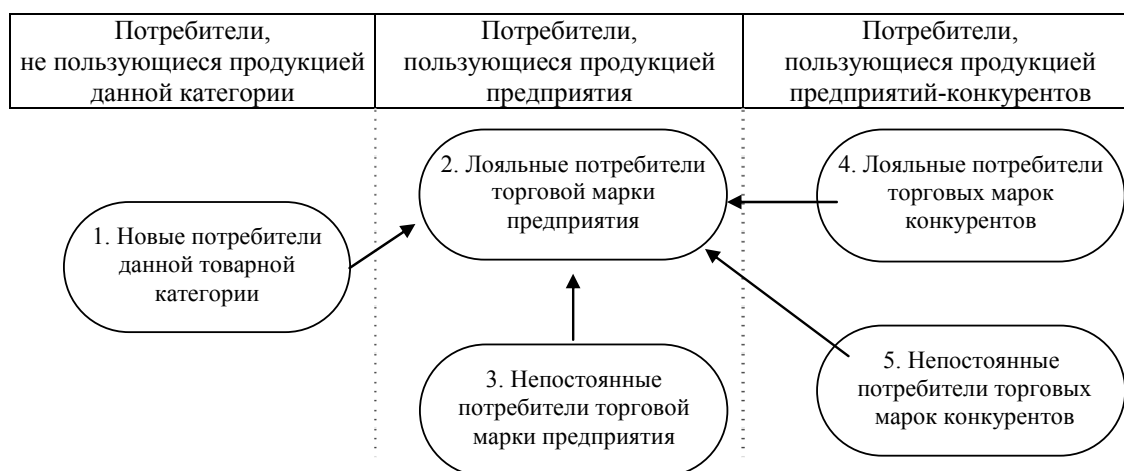 Потребители,
не пользующиеся продукцией
данной категории
Потребители,
пользующиеся продукцией
предприятия
Потребители,
пользующиеся продукцией
предприятий-конкурентов
1. Новые потребители
данной товарной
категории
2. Лояльные потребители
торговой марки
предприятия
3. Непостоянные
потребители торговой
марки предприятия
4. Лояльные потребители
торговых марок
конкурентов
5. Непостоянные
потребители торговых
марок конкурентов